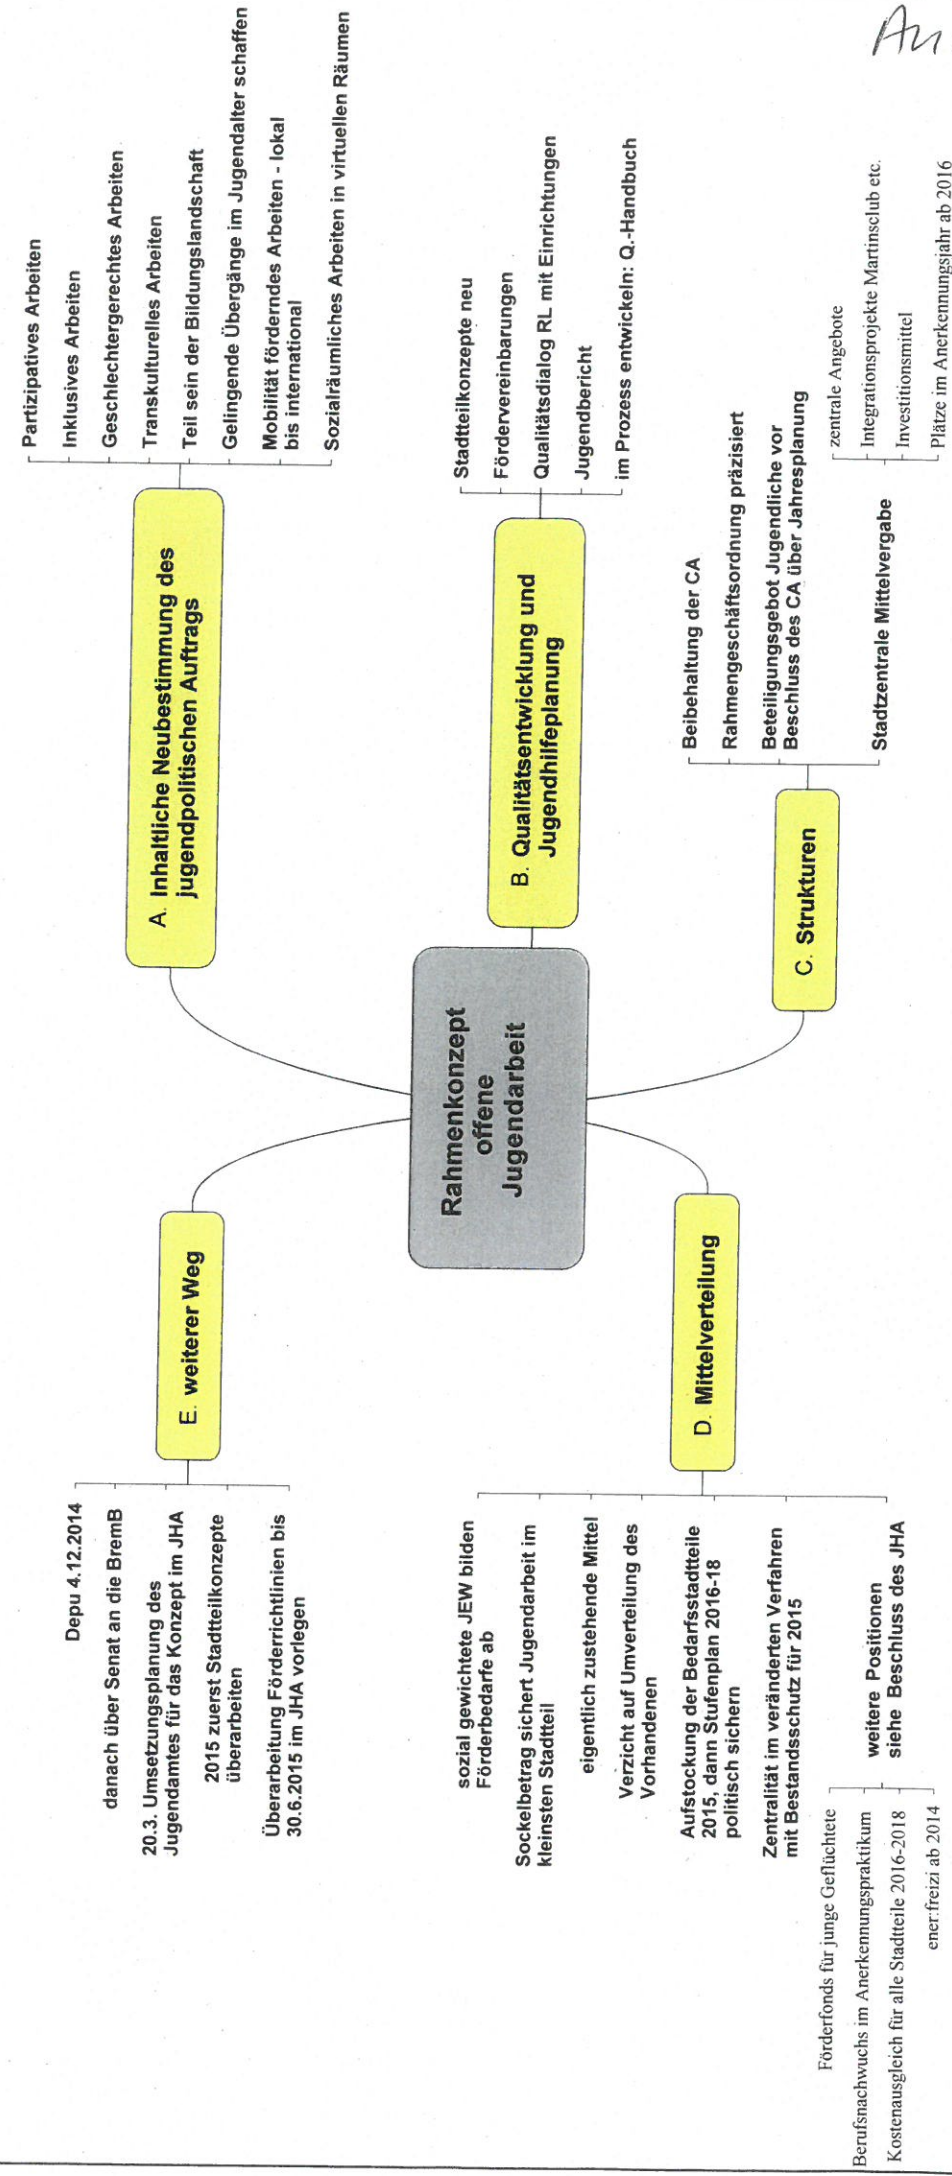 Rahmenkonzept
offene
Jugendarbeit
A. Inhaltliche Neubestimmung des
jugendpolitischen Auftrags
Partizipatives Arbeiten
Inklusives Arbeiten
Geschlechtergerechtes Arbeiten
Transkulturelles Arbeiten
Teil sein der Bildungslandschaft
Gelingende Übergänge im Jugendalter schaffen
Mobilität förderndes Arbeiten - lokal
bis international
Sozialräumliches Arbeiten in virtuellen Räumen
B. Qualitätsentwicklung und
Jugendhilfeplanung
Stadtteilkonzepte neu
Fördervereinbarungen
Qualitätsdialog RL mit Einrichtungen
Jugendbericht
im Prozess entwickeln: Q.-Handbuch
C. Strukturen
Beibehaltung der CA
Rahmengeschäftsordnung präzisiert
Beteiligungsgebot Jugendliche vor
Beschluss des CA über Jahresplanung
Stadtzentrale Mittelvergabe
zentrale Angebote
Integrationsprojekte Martinsclub etc.
Investitionsmittel
Plätze im Anerkennungsjahr ab 2016
D. Mittelverteilung
sozial gewichtete JEW bilden
Förderbedarfe ab
Sockelbetrag sichert Jugendarbeit im
kleinsten Stadtteil
eigentlich zustehende Mittel
Verzicht auf Umverteilung des
Vorhandenen
Aufstockung der Bedarfsstadtteile
2015, dann Stufenplan 2016-18
politisch sichern
Zentralität im veränderten Verfahren
mit Bestandsschutz für 2015
weitere Positionen
siehe Beschluss des JHA
Förderfonds für junge Geflüchtete
Berufsnachwuchs im Anerkennungspraktikum
Kostenausgleich für alle Stadtteile 2016-2018
ener:freizi ab 2014
E. weiterer Weg
Depu 4.12.2014
danach über Senat an die BremB
20.3. Umsetzungsplanung des
Jugendamtes für das Konzept im JHA
2015 zuerst Stadtteilkonzepte
überarbeiten
Überarbeitung Förderrichtlinien bis
30.6.2015 im JHA vorlegen